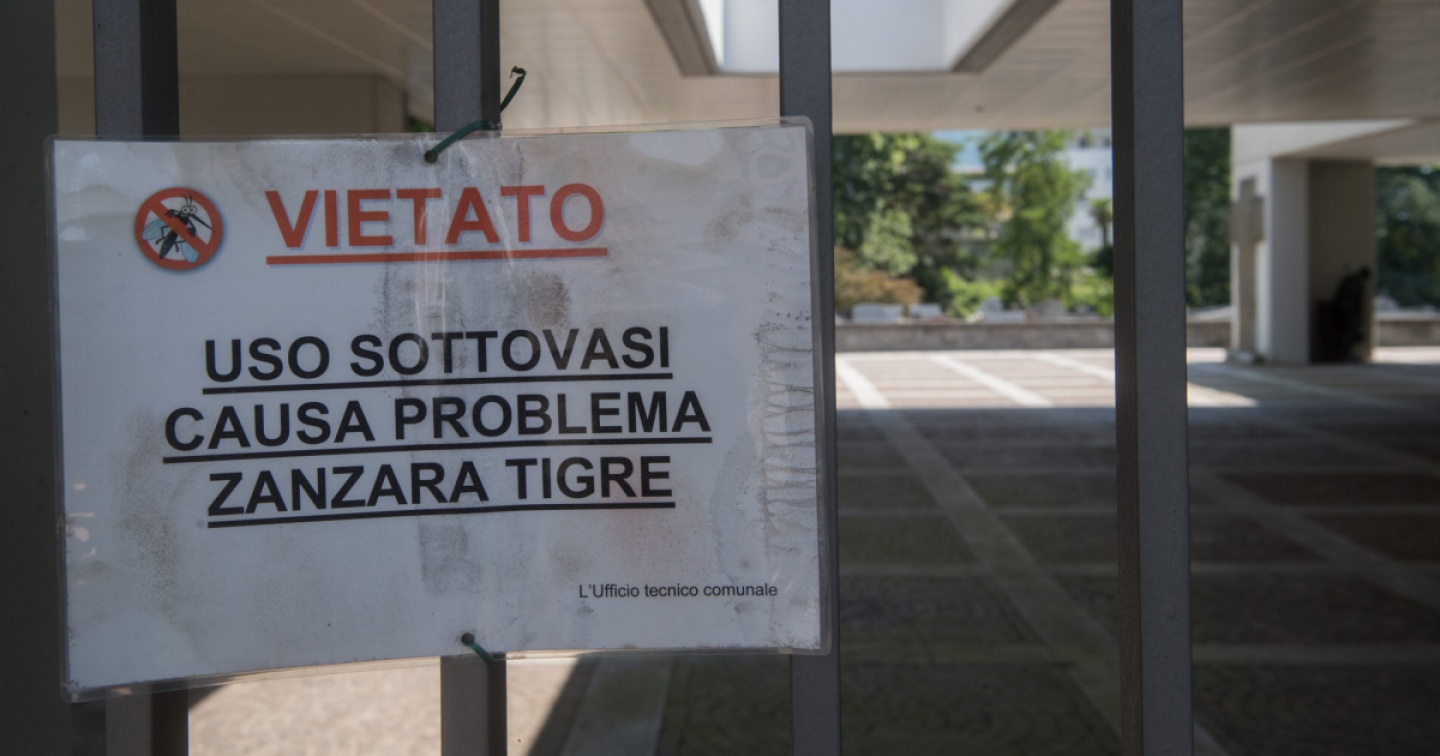 VIETATO
USO SOTTOVASI
CAUSA PROBLEMA
ZANZARA TIGRE
L'Ufficio tecnico comunale